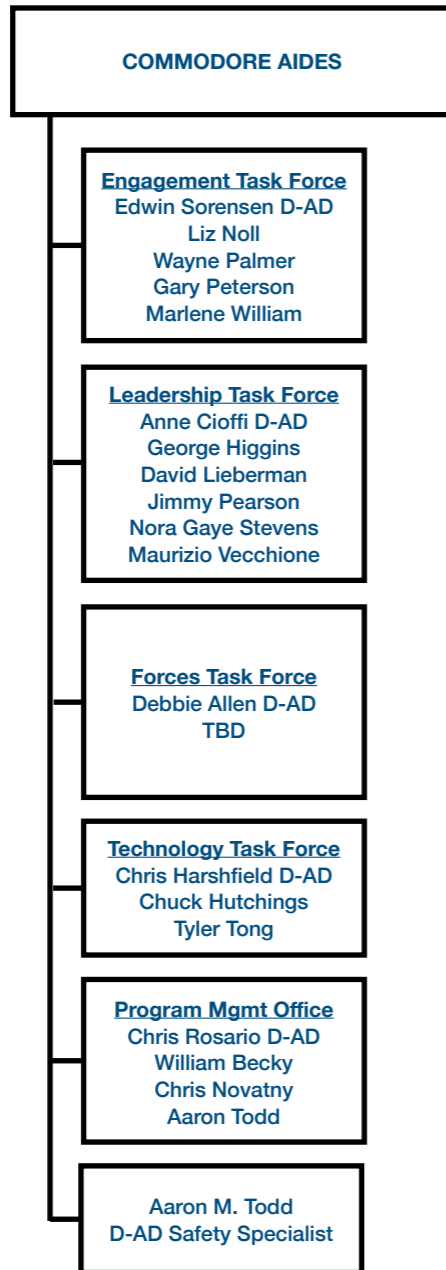 COMMODORE AIDES
Engagement Task Force
Edwin Sorensen D-AD
Liz Noll
Wayne Palmer
Gary Peterson
Marlene William
Leadership Task Force
Anne Cioffi D-AD
George Higgins
David Lieberman
Jimmy Pearson
Nora Gaye Stevens
Maurizio Vecchione
Forces Task Force
Debbie Allen D-AD
TBD
Technology Task Force
Chris Harshfield D-AD
Chuck Hutchings
Tyler Tong
Program Mgmt Office
Chris Rosario D-AD
William Becky
Chris Novatny
Aaron Todd
Aaron M. Todd
D-AD Safety Specialist